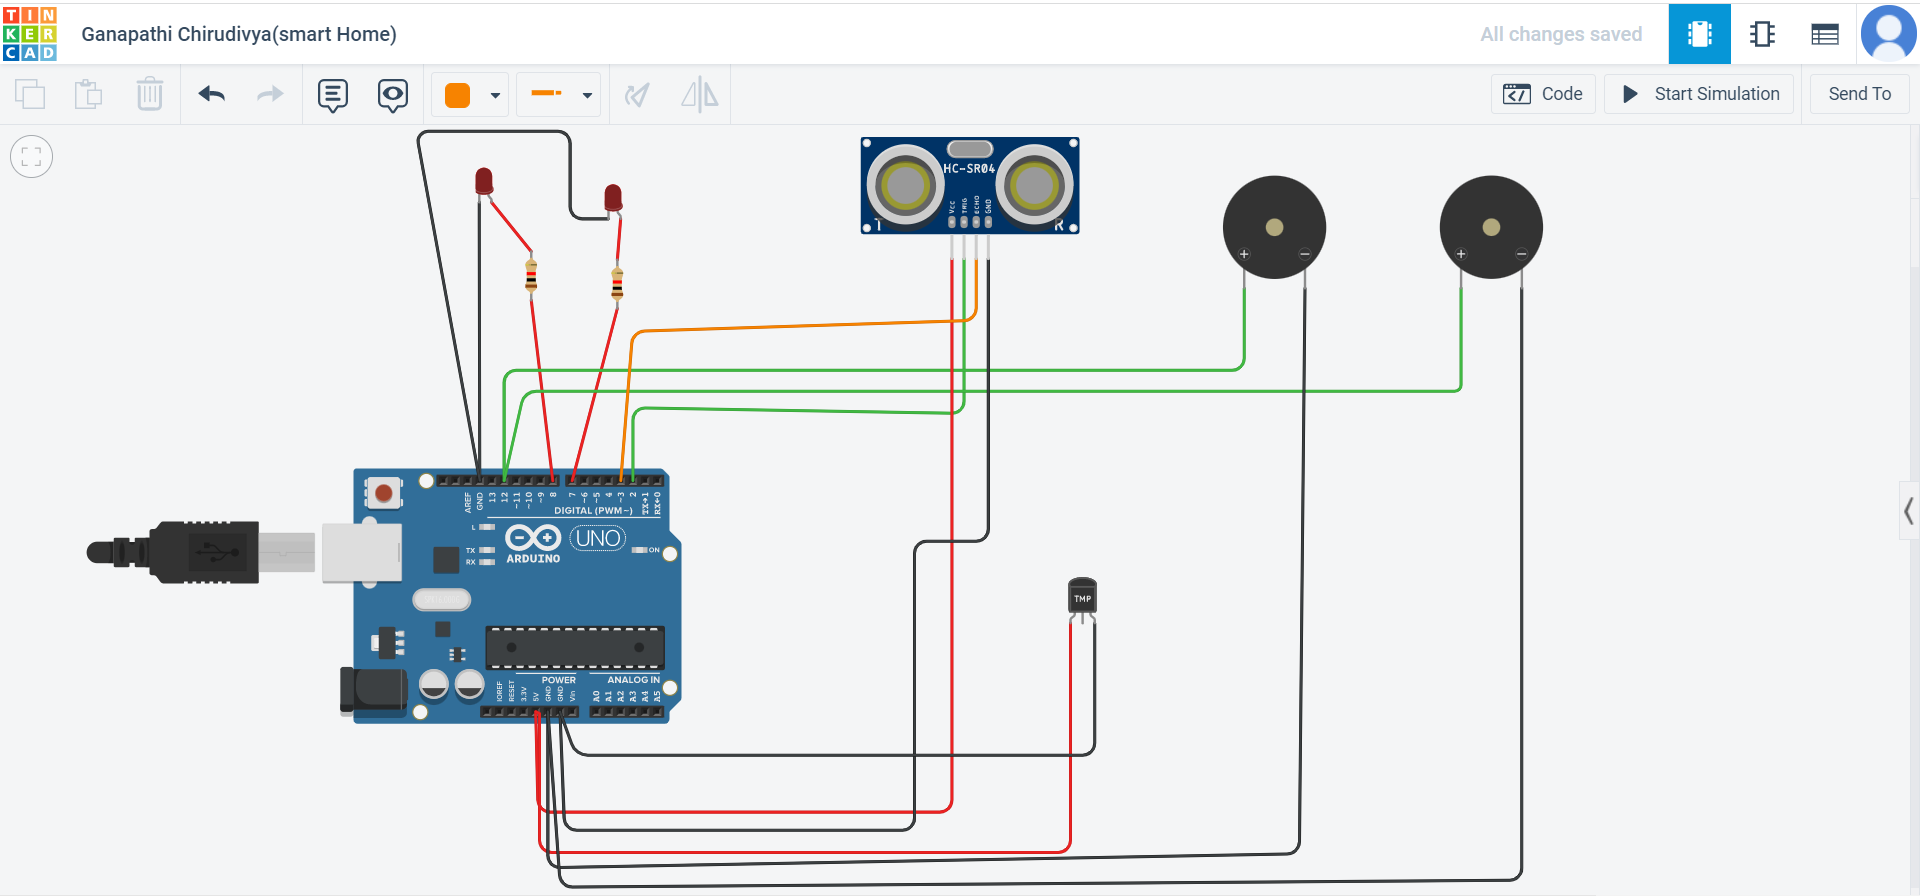 TIN
KER
CAD
Ganapathi Chirudivya(smart Home)
All changes saved
Code
Start Simulation
Send To
HC-SR04
VCC
TRIG
ECHO
GND
T
R
+
−
+
−
AREF
GND
13
12
~11
~10
~9
8
7
~6
~5
4
~3
2
TX→1
RX←0
DIGITAL (PWM~)
L
TX
RX
ARDUINO
UNO
ON
TMP
POWER
ANALOG IN
IOREF
RESET
3.3V
5V
GND
GND
Vin
A0
A1
A2
A3
A4
A5